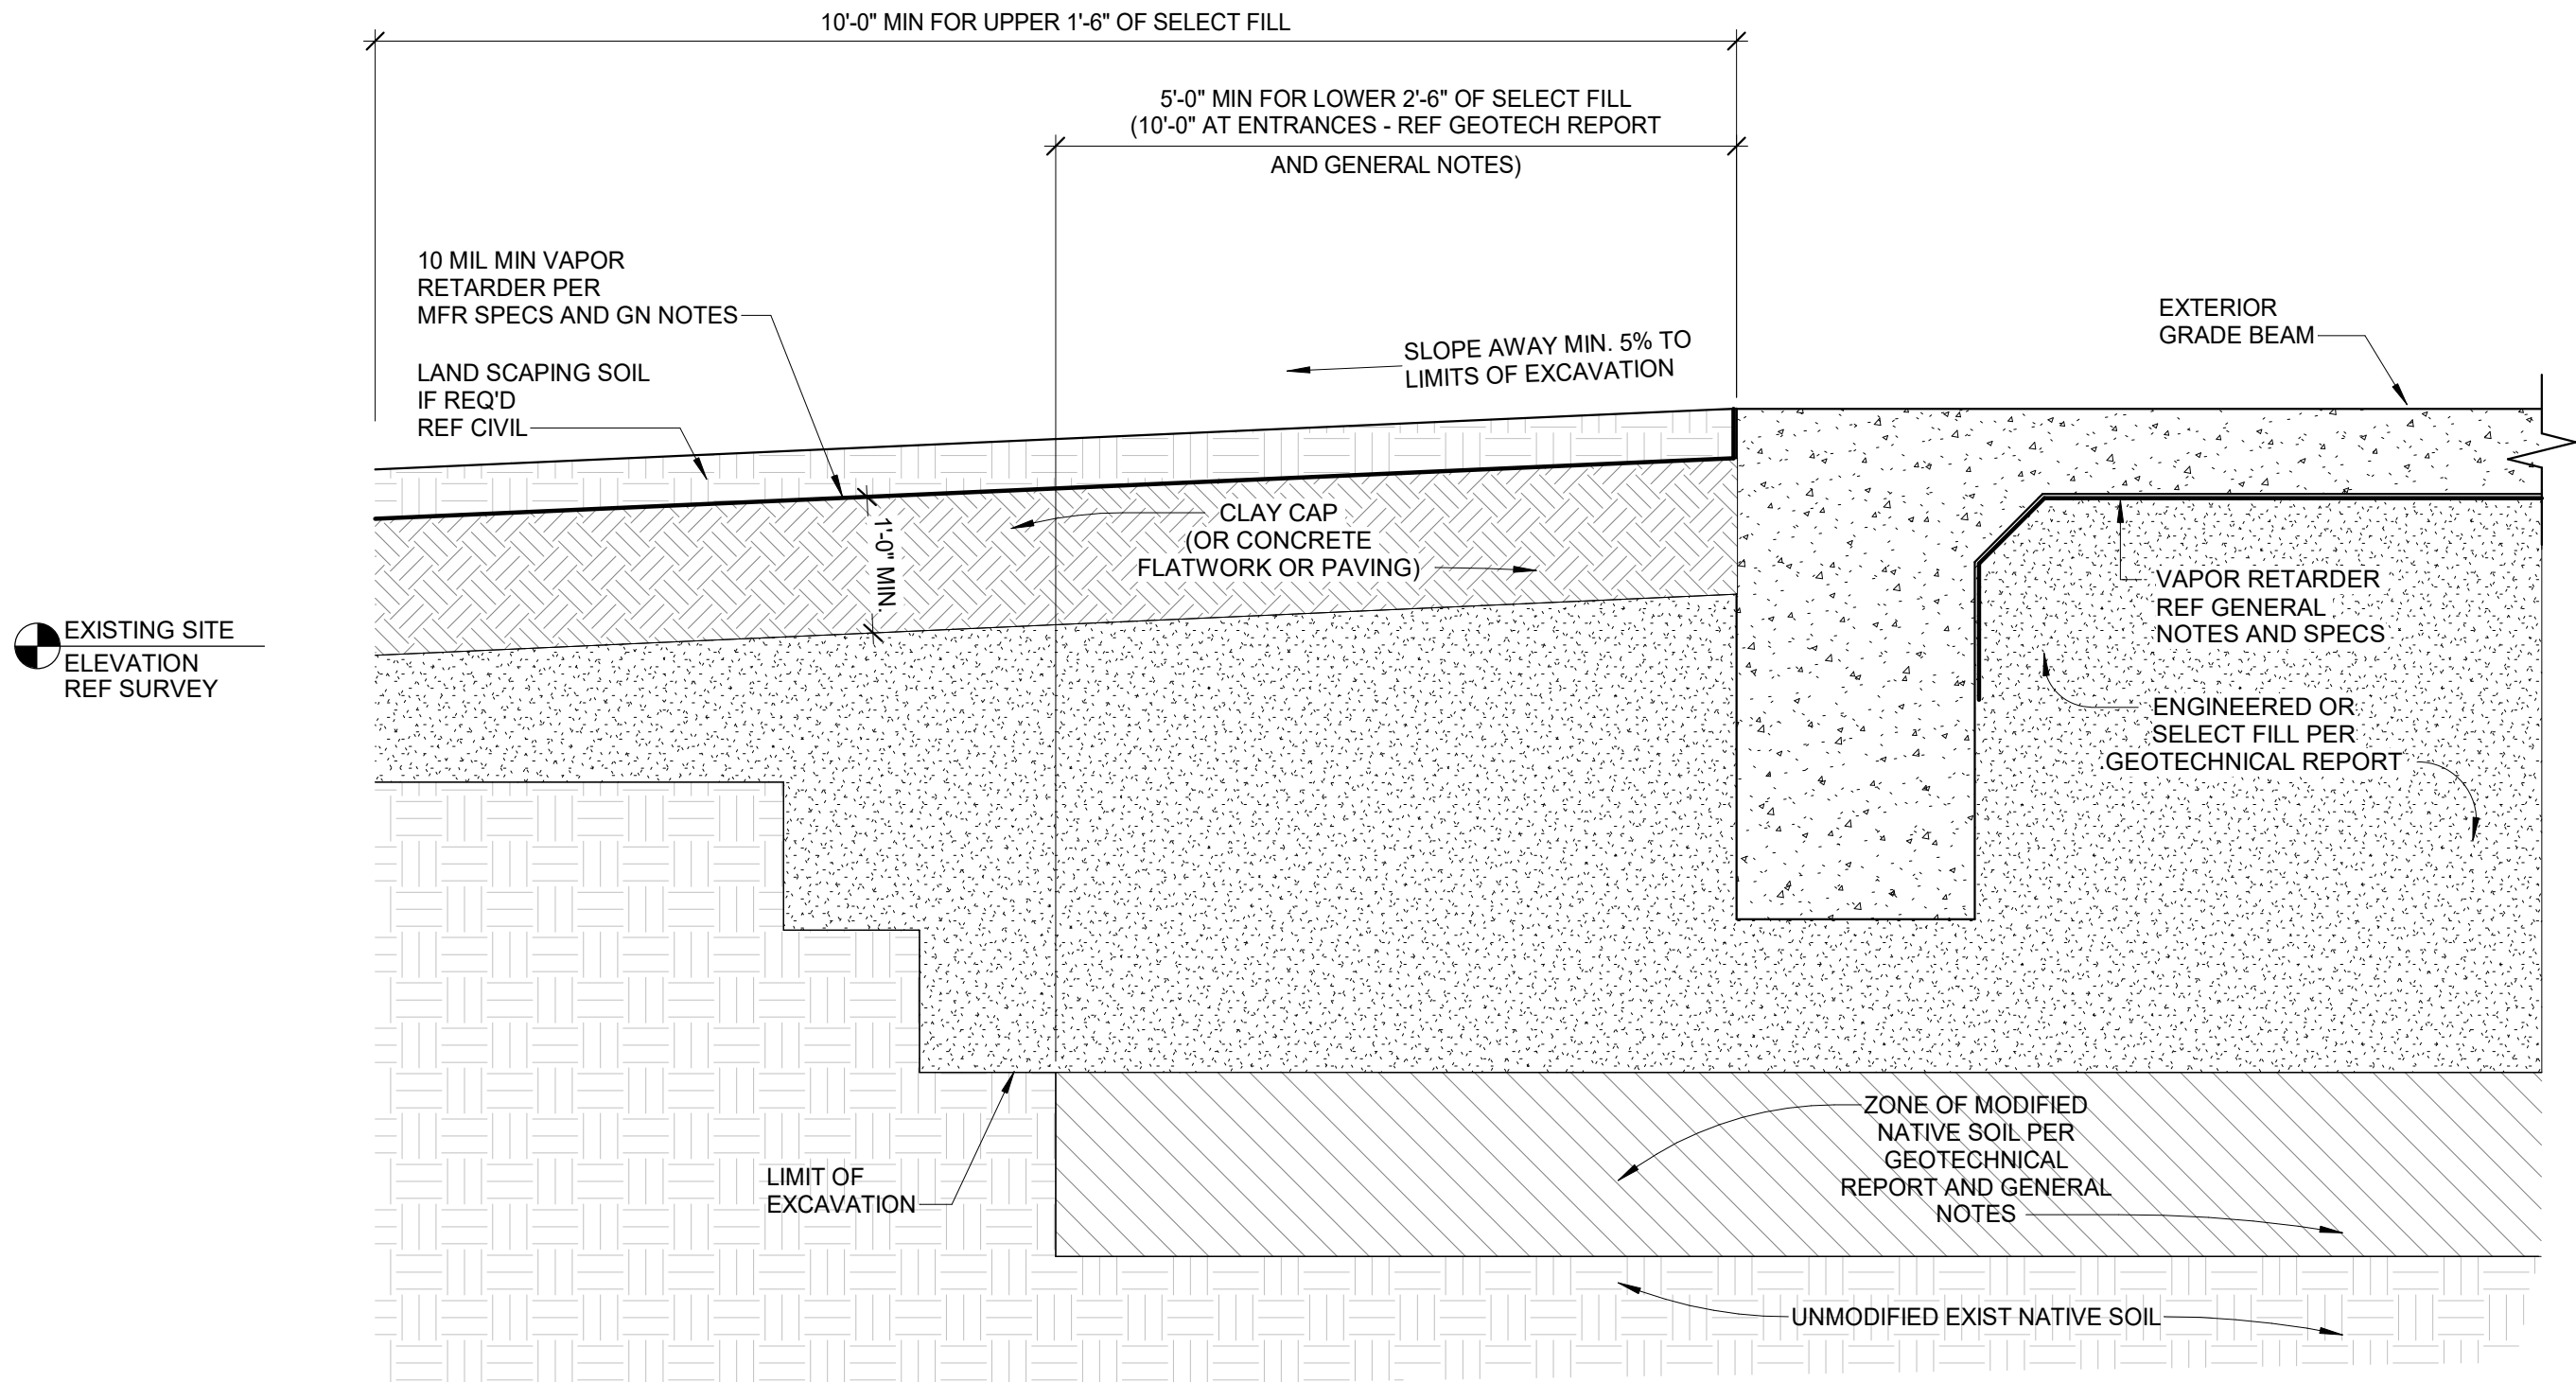 10'-0" MIN FOR UPPER 1'-6" OF SELECT FILL
5'-0" MIN FOR LOWER 2'-6" OF SELECT FILL
(10'-0" AT ENTRANCES - REF GEOTECH REPORT
AND GENERAL NOTES)
10 MIL MIN VAPOR
RETARDER PER
MFR SPECS AND GN NOTES
LAND SCAPING SOIL
IF REQ'D
REF CIVIL
SLOPE AWAY MIN. 5% TO
LIMITS OF EXCAVATION
EXTERIOR
GRADE BEAM
1'-0" MIN.
CLAY CAP
(OR CONCRETE
FLATWORK OR PAVING)
VAPOR RETARDER
REF GENERAL
NOTES AND SPECS
EXISTING SITE
ELEVATION
REF SURVEY
ENGINEERED OR
SELECT FILL PER
GEOTECHNICAL REPORT
ZONE OF MODIFIED
NATIVE SOIL PER
GEOTECHNICAL
REPORT AND GENERAL
NOTES
LIMIT OF
EXCAVATION
UNMODIFIED EXIST NATIVE SOIL